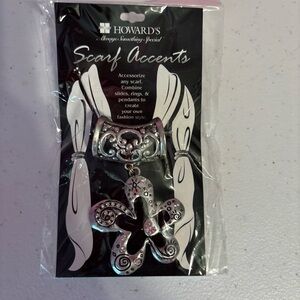 HOWARD'S
Always Something Special
Scarf Accents
Accessorize
any scarf.
Combine
slides, rings, &
pendants to
create
your own
fashion style.